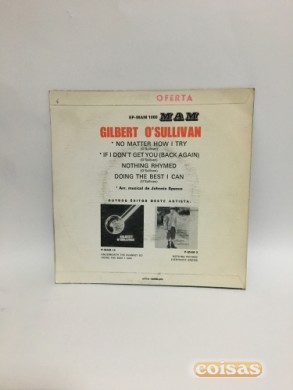 OFERTA
EP-MAM 1100 MAM
GILBERT O'SULLIVAN
* NO MATTER HOW I TRY
(O'Sullivan)
* IF I DON'T GET YOU (BACK AGAIN)
(O'Sullivan)
NOTHING RHYMED
(O'Sullivan)
DOING THE BEST I CAN
(O'Sullivan)
* Arr. musical de Johnnie Spence
OUTROS ÊXITOS DESTE ARTISTA:
GILBERT
O'SULLIVAN
coisas